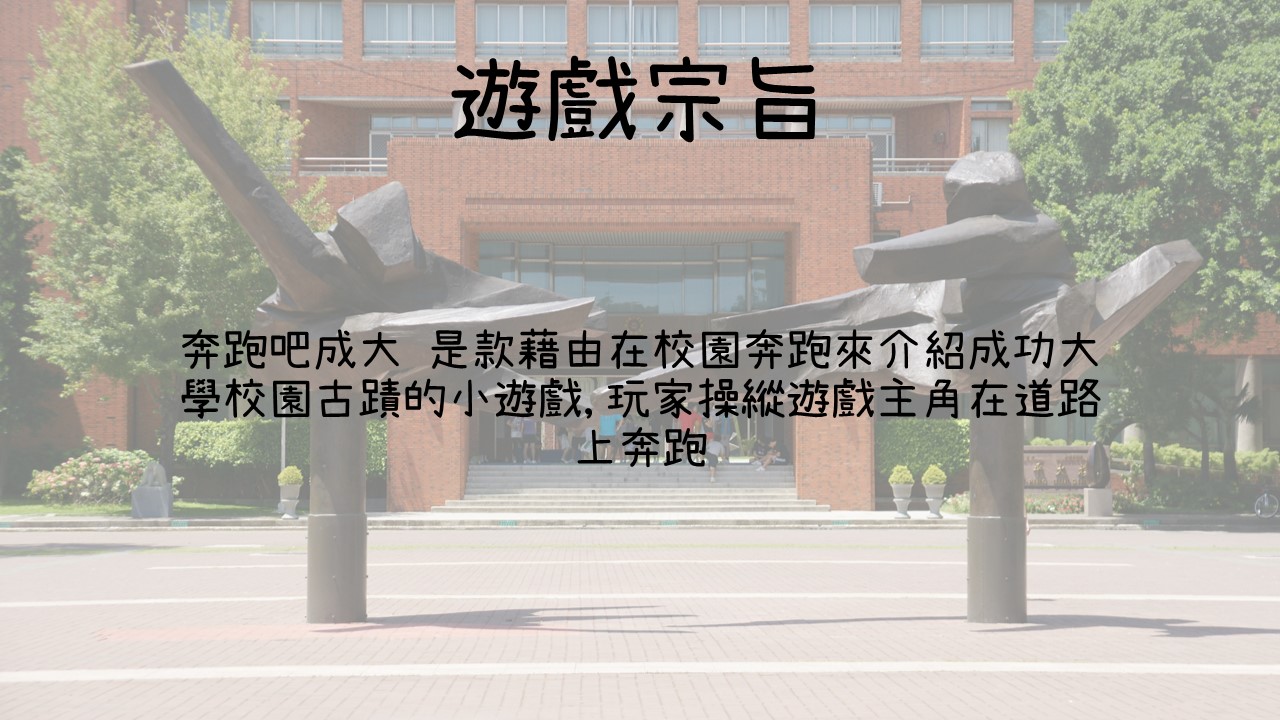 遊戲宗旨
奔跑吧成大 是款藉由在校園奔跑來介紹成功大
學校園古蹟的小遊戲,玩家操縱遊戲主角在道路
上奔跑